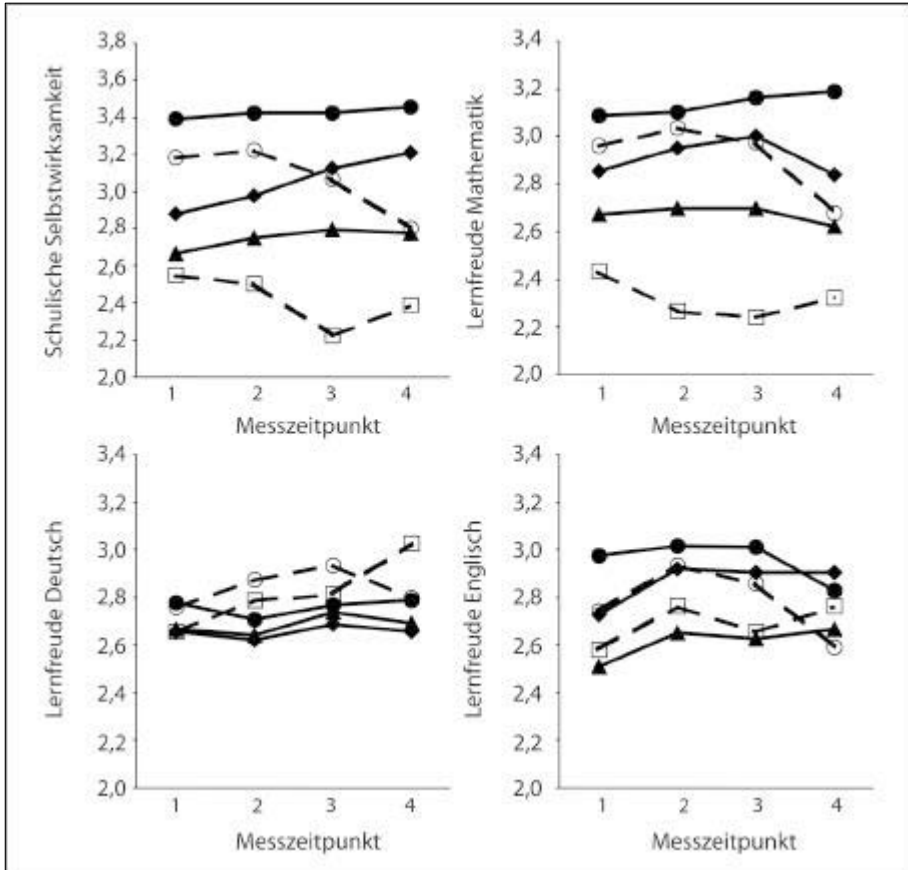 Schulische Selbstwirksamkeit
3,8
3,6
3,4
3,2
3,0
2,8
2,6
2,4
2,2
2,0
1 2 3 4
Messzeitpunkt
Lernfreude Mathematik
3,4
3,2
3,0
2,8
2,6
2,4
2,2
2,0
1 2 3 4
Messzeitpunkt
Lernfreude Deutsch
3,4
3,2
3,0
2,8
2,6
2,4
2,2
2,0
1 2 3 4
Messzeitpunkt
Lernfreude Englisch
3,4
3,2
3,0
2,8
2,6
2,4
2,2
2,0
1 2 3 4
Messzeitpunkt